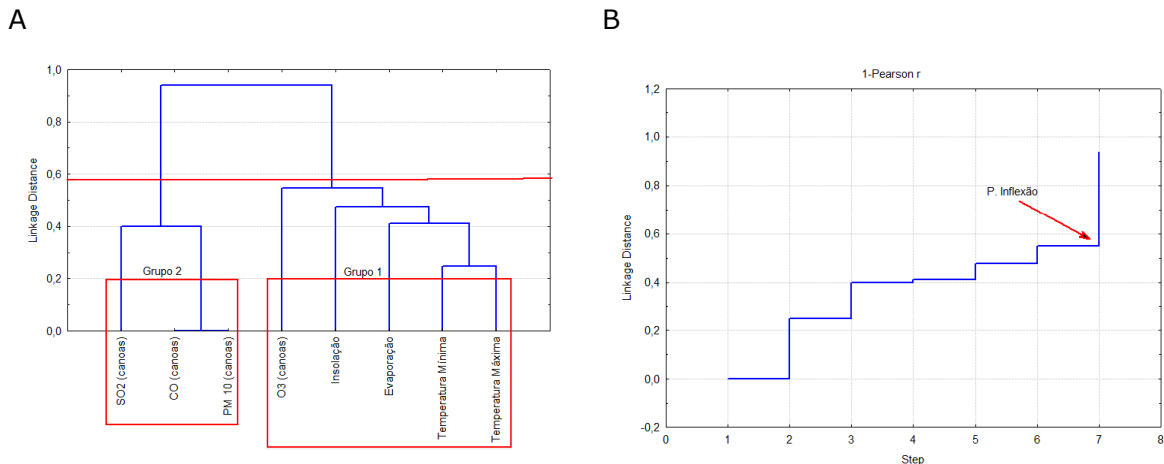 A
1,0
0,8
0,6
0,4
0,2
0,0
Linkage Distance
Grupo 2
Grupo 1
SO2 (canoas)
CO (canoas)
PM 10 (canoas)
O3 (canoas)
Insolação
Evaporação
Temperatura Mínima
Temperatura Máxima
B
1-Pearson r
1,2
1,0
0,8
0,6
0,4
0,2
0,0
-0,2
Linkage Distance
P. Inflexão
0 1 2 3 4 5 6 7 8
Step